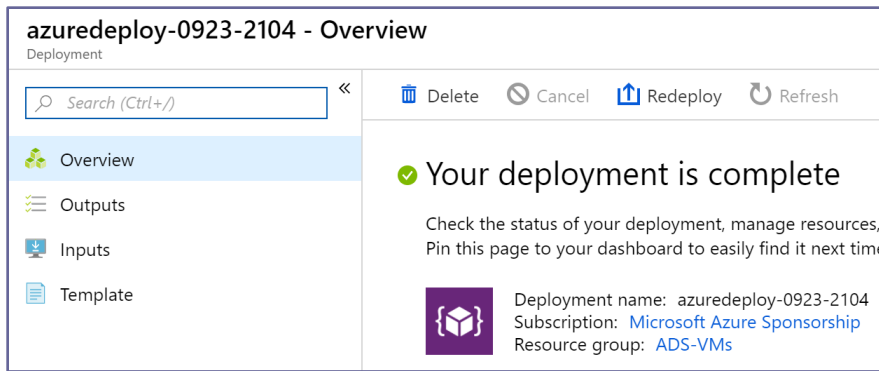 azuredeploy-0923-2104 - Overview
Deployment
Search (Ctrl+/)
«
Overview
Outputs
Inputs
Template
Delete Cancel Redeploy Refresh
Your deployment is complete
Check the status of your deployment, manage resources,
Pin this page to your dashboard to easily find it next time
Deployment name: azuredeploy-0923-2104
Subscription: Microsoft Azure Sponsorship
Resource group: ADS-VMs